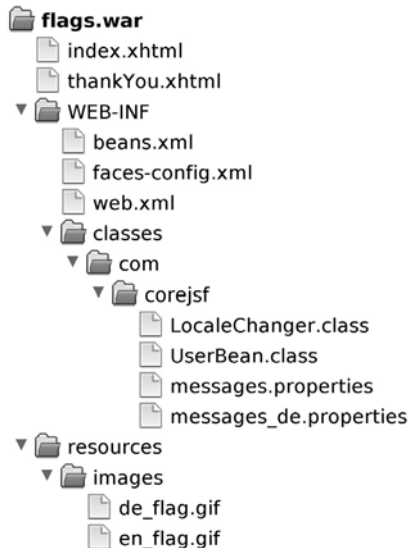 flags.war
index.xhtml
thankYou.xhtml
WEB-INF
beans.xml
faces-config.xml
web.xml
classes
com
corejsf
LocaleChanger.class
UserBean.class
messages.properties
messages_de.properties
resources
images
de_flag.gif
en_flag.gif